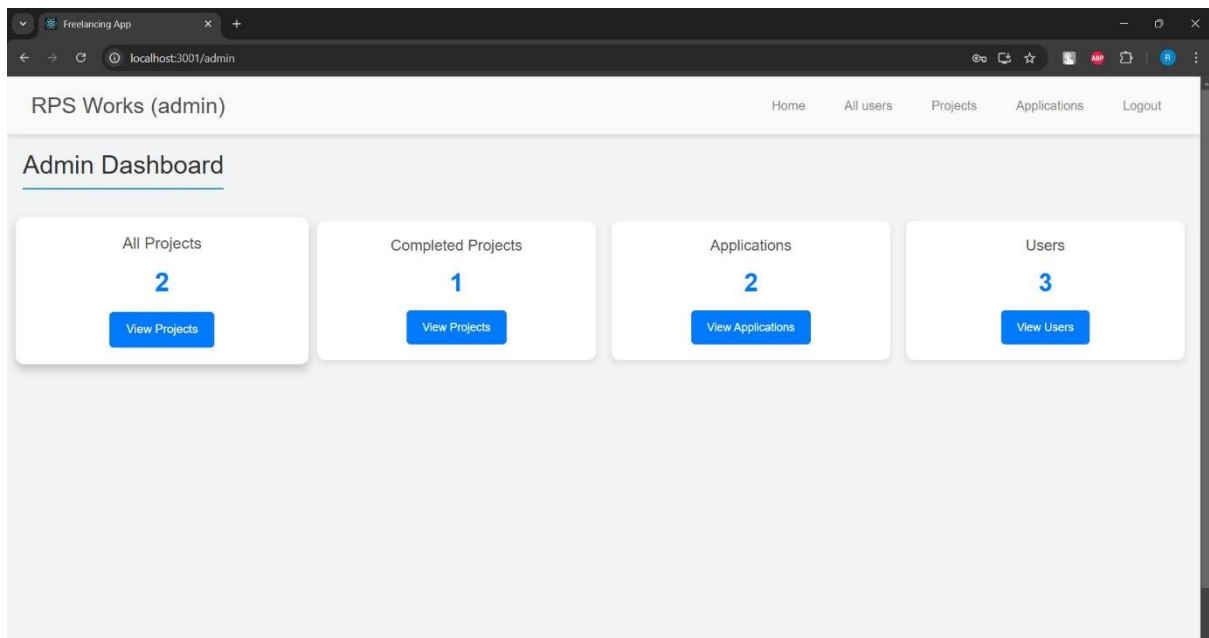 Freelancing App
localhost:3001/admin
ABP
R
RPS Works (admin)
Home All users Projects Applications Logout
Admin Dashboard
All Projects Completed Projects Applications Users
2 1 2 3
View Projects View Projects View Applications View Users